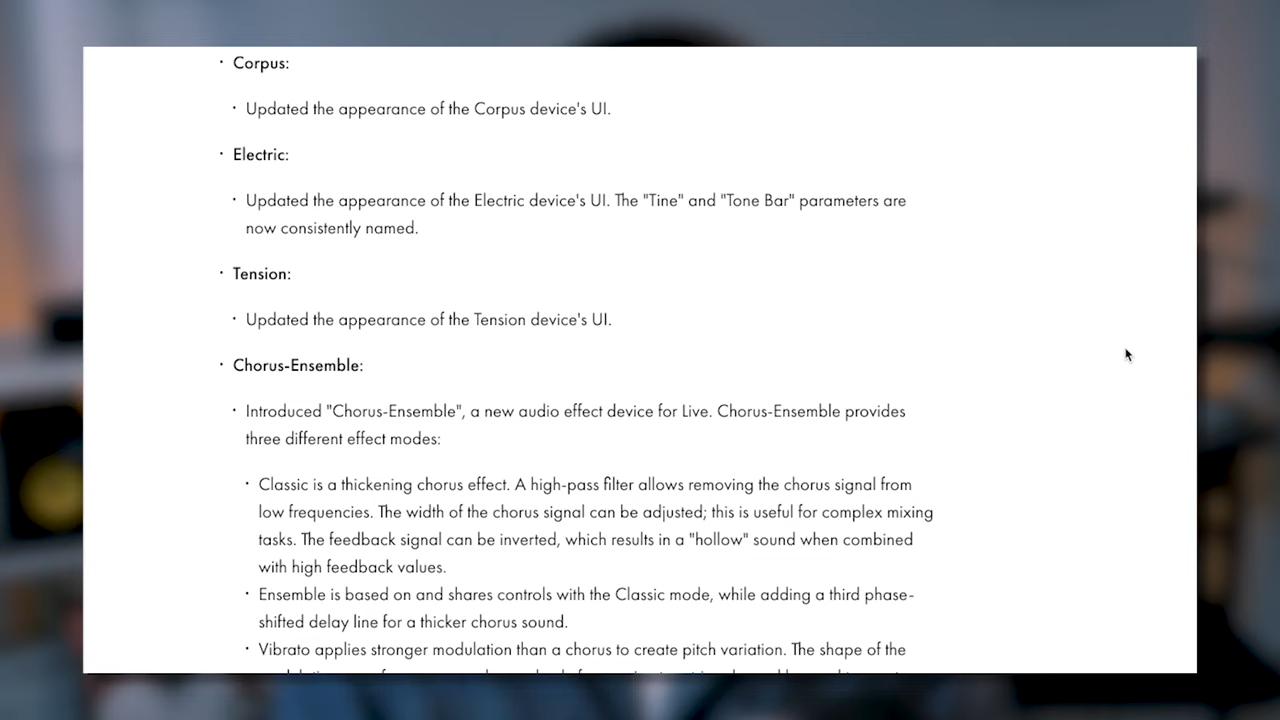 · Corpus:
· Updated the appearance of the Corpus device's UI.
· Electric:
· Updated the appearance of the Electric device's UI. The "Tine" and "Tone Bar" parameters are
now consistently named.
· Tension:
· Updated the appearance of the Tension device's UI.
· Chorus-Ensemble:
· Introduced "Chorus-Ensemble", a new audio effect device for Live. Chorus-Ensemble provides
three different effect modes:
· Classic is a thickening chorus effect. A high-pass filter allows removing the chorus signal from
low frequencies. The width of the chorus signal can be adjusted; this is useful for complex mixing
tasks. The feedback signal can be inverted, which results in a "hollow" sound when combined
with high feedback values.
· Ensemble is based on and shares controls with the Classic mode, while adding a third phase-
shifted delay line for a thicker chorus sound.
· Vibrato applies stronger modulation than a chorus to create pitch variation. The shape of the